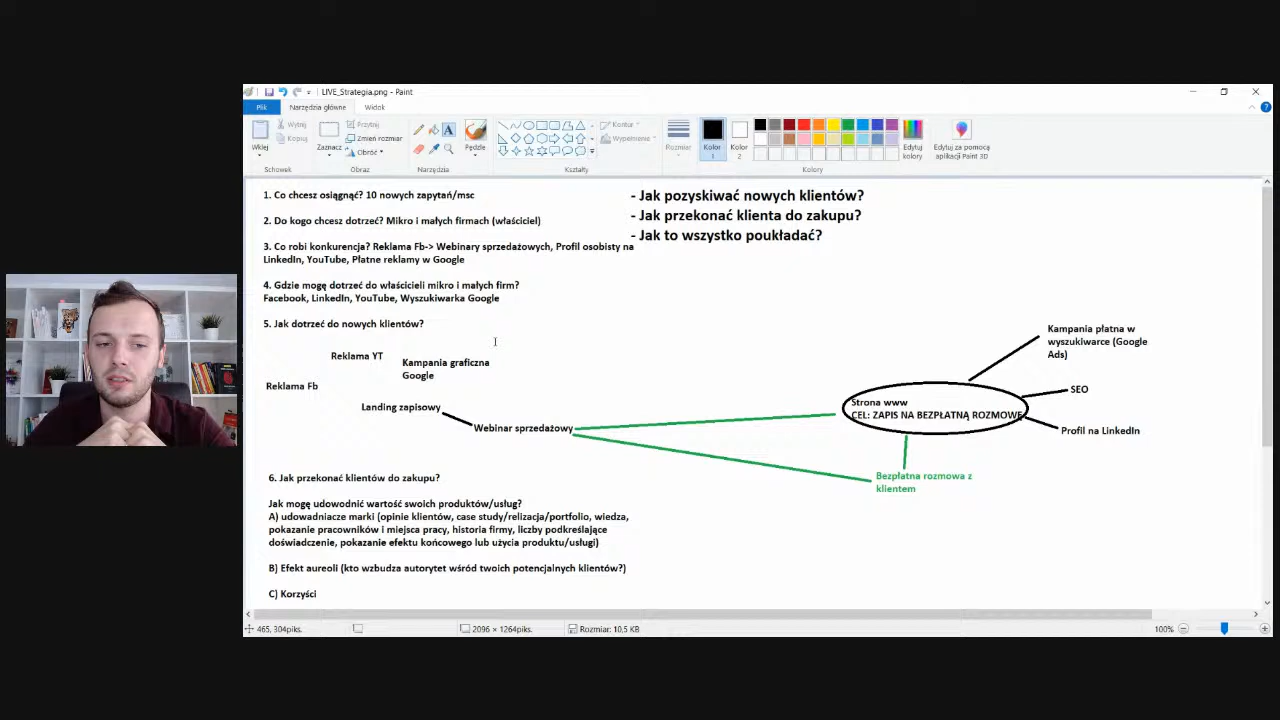 LIVE_Strategia.png - Paint
Plik
Narzędzia główne
Widok
Wklej
Wytnij
Kopiuj
Schowek
Zaznacz
Przytnij
Zmień rozmiar
Obróć
Obraz
Narzędzia
Pędzle
Kształty
Kontur
Wypełnienie
Rozmiar
Kolor 1
Kolor 2
Kolory
Edytuj kolory
Edytuj za pomocą aplikacji Paint 3D
1. Co chcesz osiągnąć? 10 nowych zapytań/msc
2. Do kogo chcesz dotrzeć? Mikro i małych firmach (właściciel)
3. Co robi konkurencja? Reklama Fb-> Webinary sprzedażowych, Profil osobisty na
LinkedIn, YouTube, Płatne reklamy w Google
4. Gdzie mogę dotrzeć do właścicieli mikro i małych firm?
Facebook, LinkedIn, YouTube, Wyszukiwarka Google
5. Jak dotrzeć do nowych klientów?
- Jak pozyskiwać nowych klientów?
- Jak przekonać klienta do zakupu?
- Jak to wszystko poukładać?
Reklama YT
Kampania graficzna
Google
Reklama Fb
Landing zapisowy
Webinar sprzedażowy
Strona www
CEL: ZAPIS NA BEZPŁATNĄ ROZMOWĘ
Kampania płatna w
wyszukiwarce (Google
Ads)
SEO
Profil na LinkedIn
Bezpłatna rozmowa z
klientem
6. Jak przekonać klientów do zakupu?
Jak mogę udowodnić wartość swoich produktów/usług?
A) udowadniacze marki (opinie klientów, case study/relizacja/portfolio, wiedza,
pokazanie pracowników i miejsca pracy, historia firmy, liczby podkreślające
doświadczenie, pokazanie efektu końcowego lub użycia produktu/usługi)
B) Efekt aureoli (kto wzbudza autorytet wśród twoich potencjalnych klientów?)
C) Korzyści
465, 304piks.
2096 × 1264piks.
Rozmiar: 10,5 KB
100%